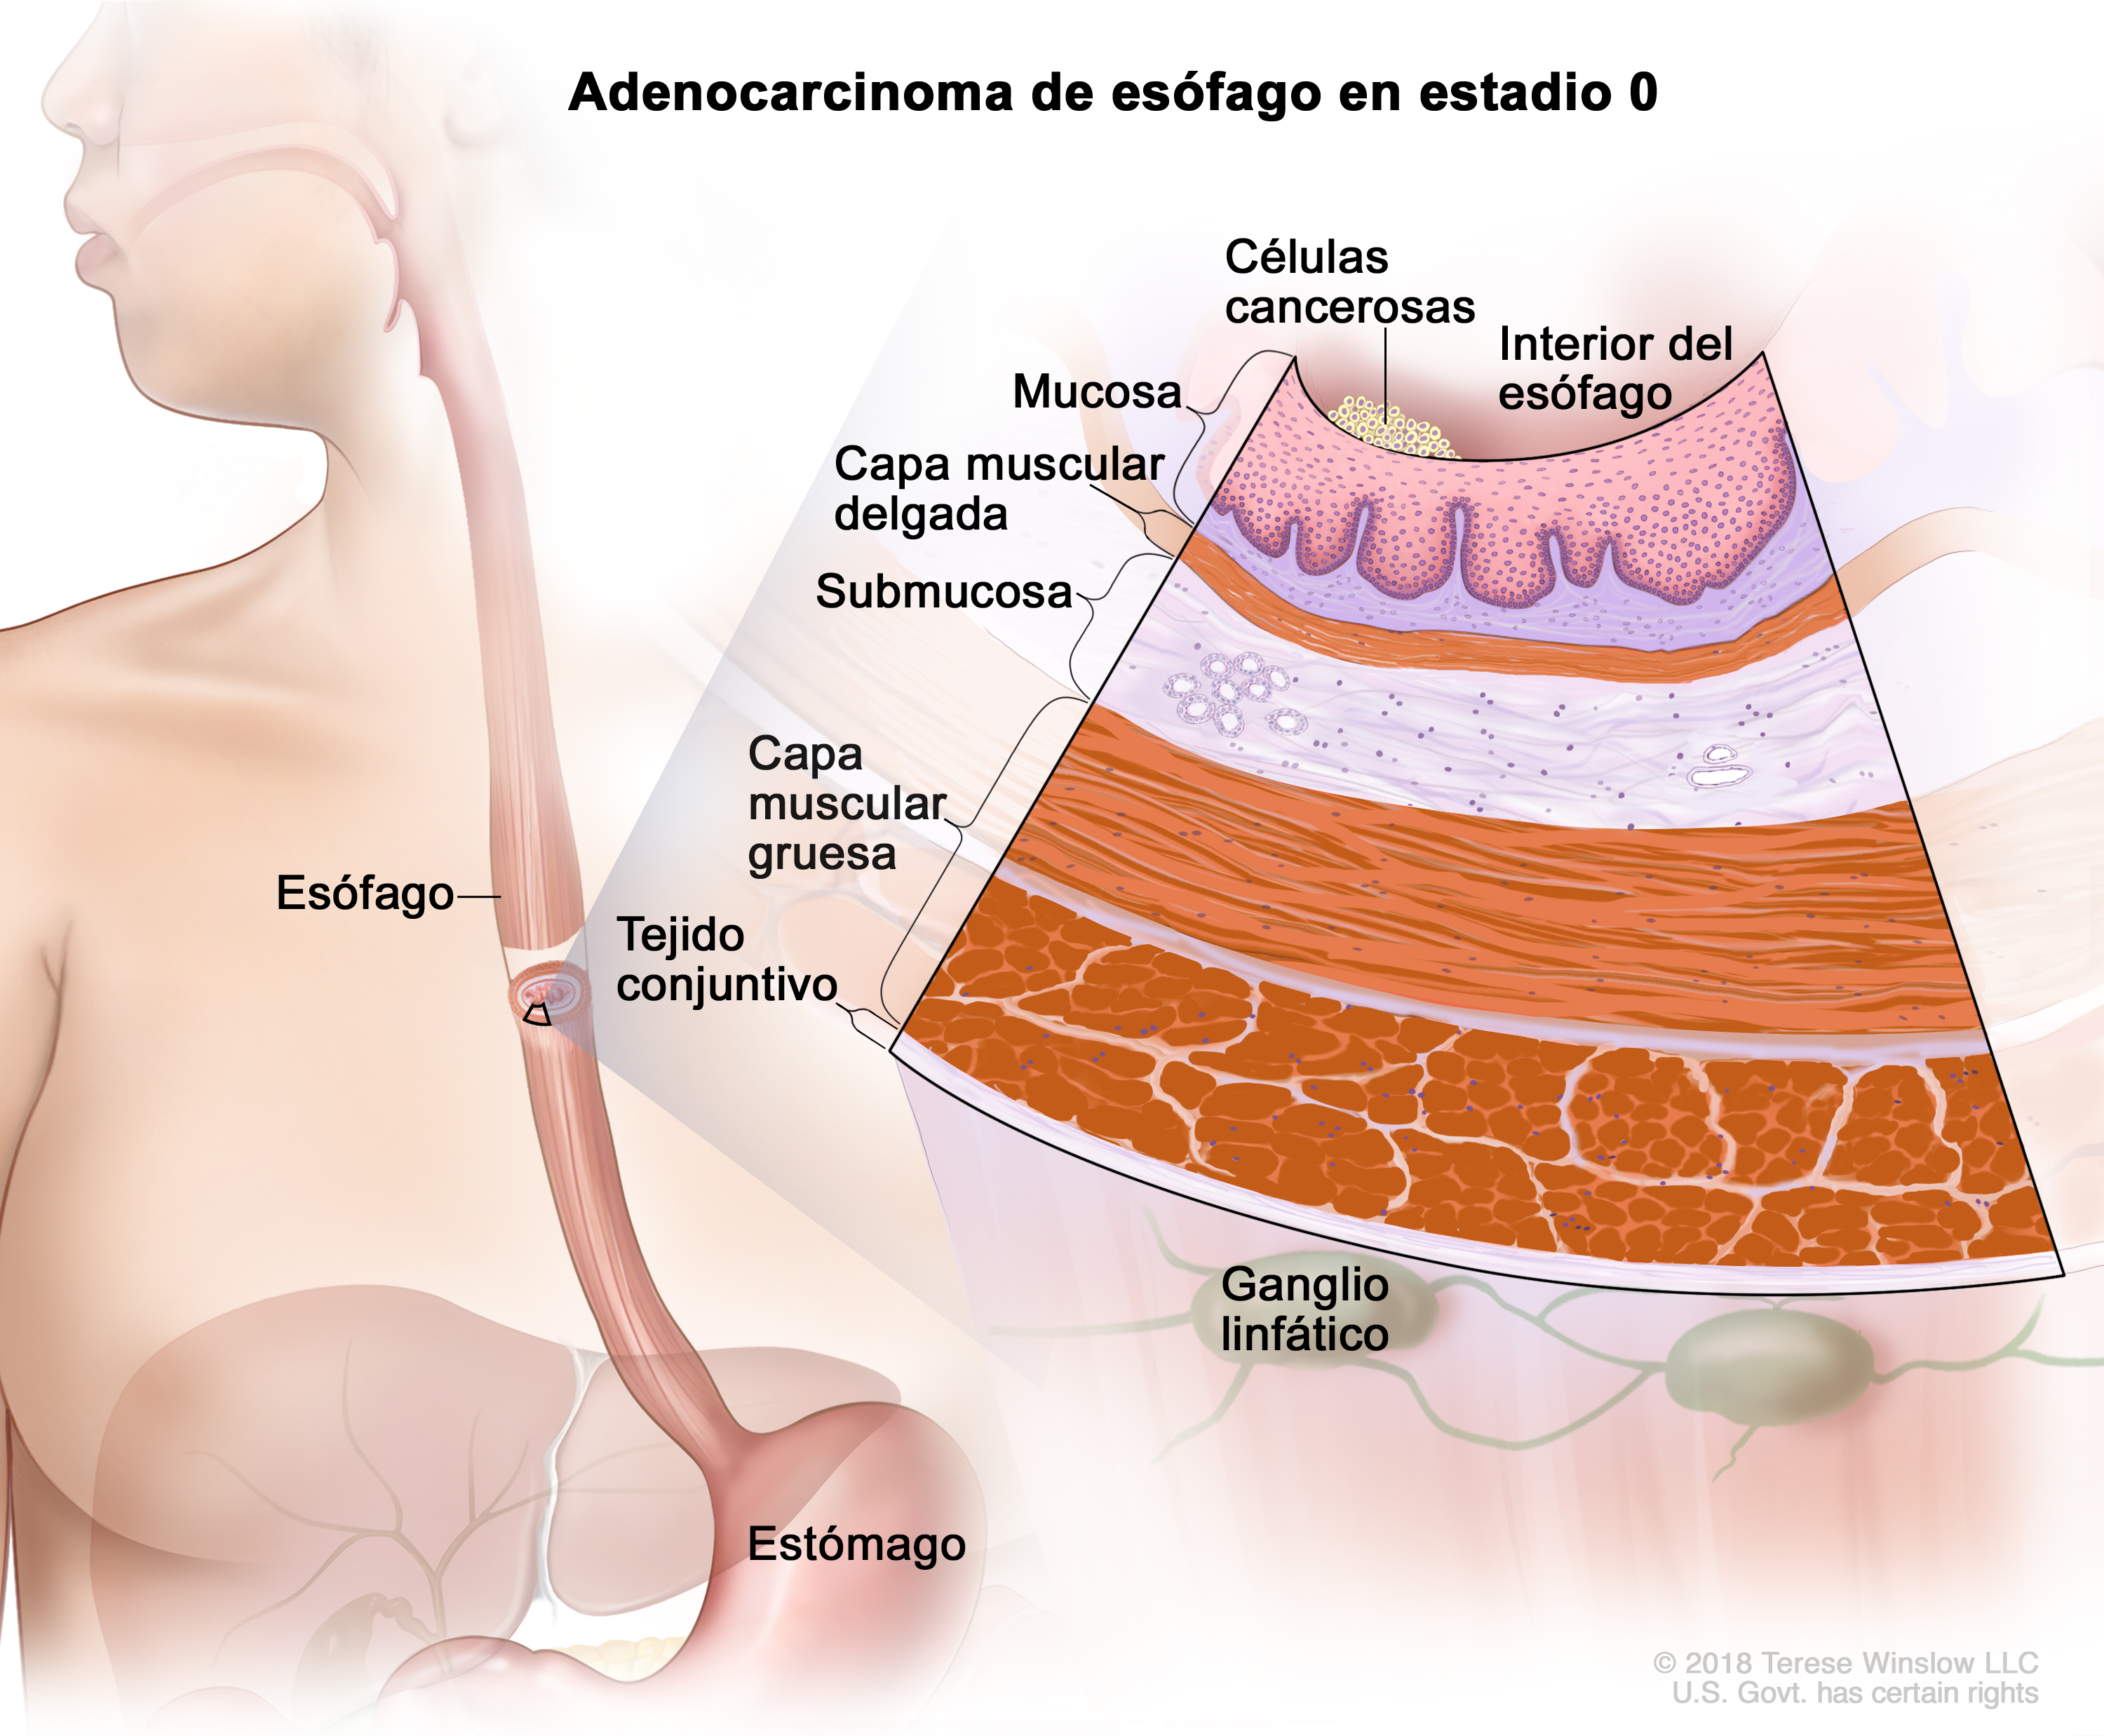 Adenocarcinoma de esófago en estadio 0
Células
cancerosas
Interior del
esófago
Mucosa
Capa muscular
delgada
Submucosa
Capa
muscular
gruesa
Esófago
Tejido
conjuntivo
Ganglio
linfático
Estómago
© 2018 Terese Winslow LLC
U.S. Govt. has certain rights